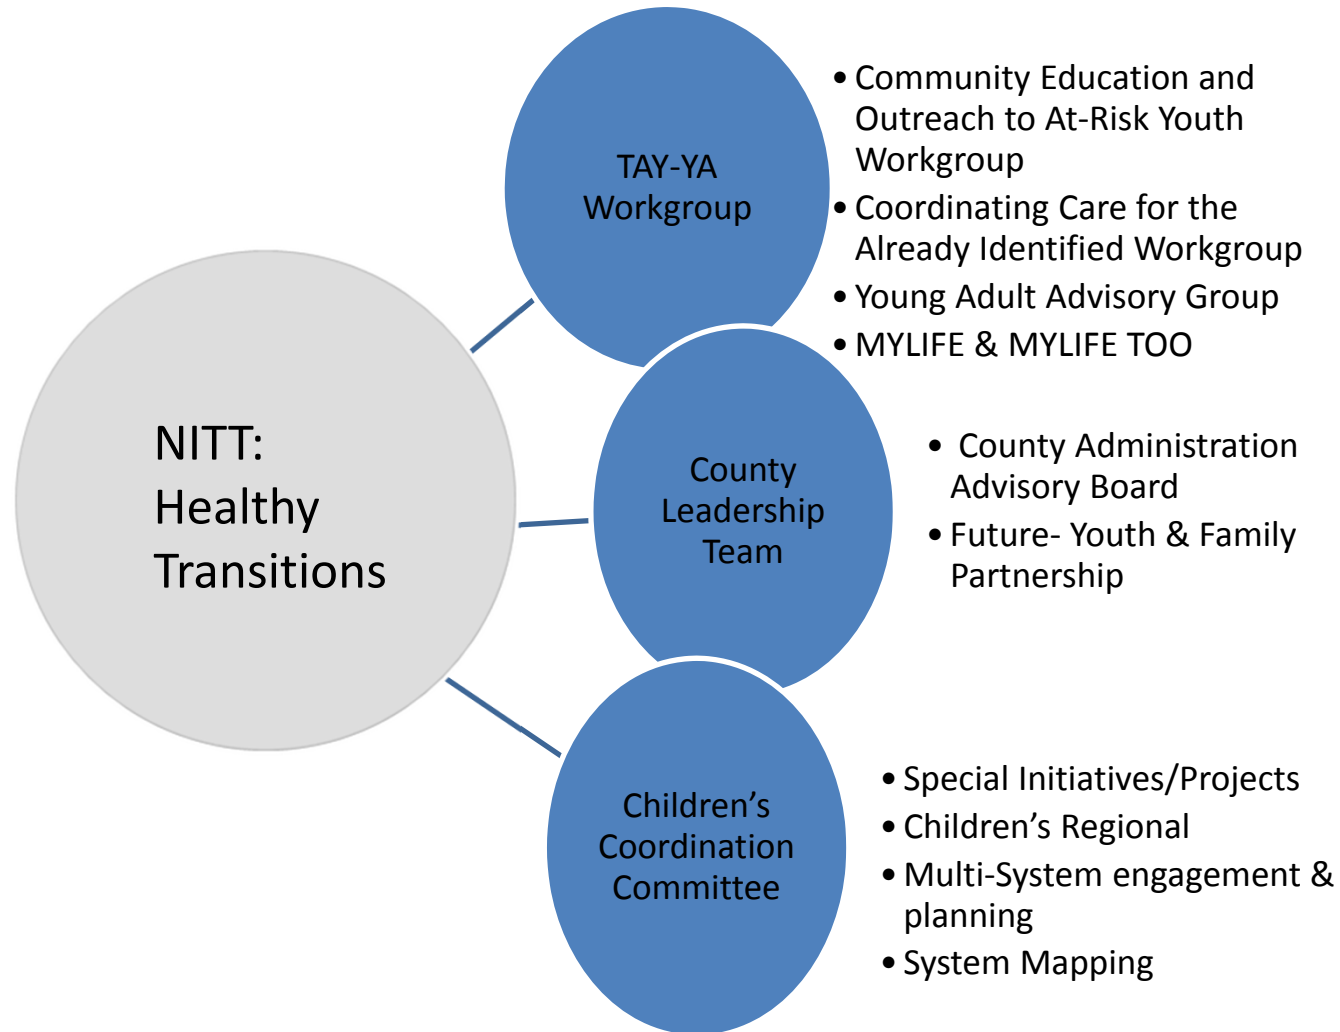 NITT:
Healthy
Transitions
TAY-YA
Workgroup
• Community Education and
Outreach to At-Risk Youth
Workgroup
• Coordinating Care for the
Already Identified Workgroup
• Young Adult Advisory Group
• MYLIFE & MYLIFE TOO
County
Leadership
Team
• County Administration
Advisory Board
• Future- Youth & Family
Partnership
Children’s
Coordination
Committee
• Special Initiatives/Projects
• Children’s Regional
• Multi-System engagement &
planning
• System Mapping